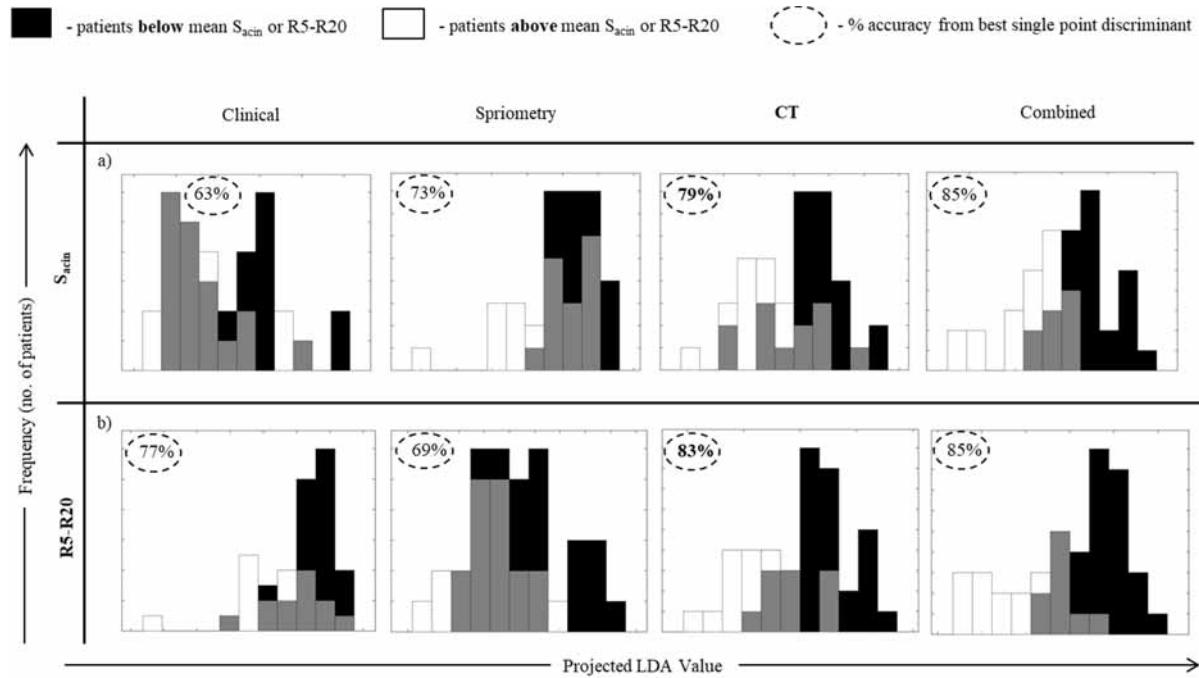 - patients below mean Sacin or R5-R20
- patients above mean Sacin or R5-R20
- % accuracy from best single point discriminant
Clinical
Spriometry
CT
Combined
a)
63%
73%
79%
85%
Sacin
b)
77%
69%
83%
85%
R5-R20
Frequency (no. of patients)
Projected LDA Value